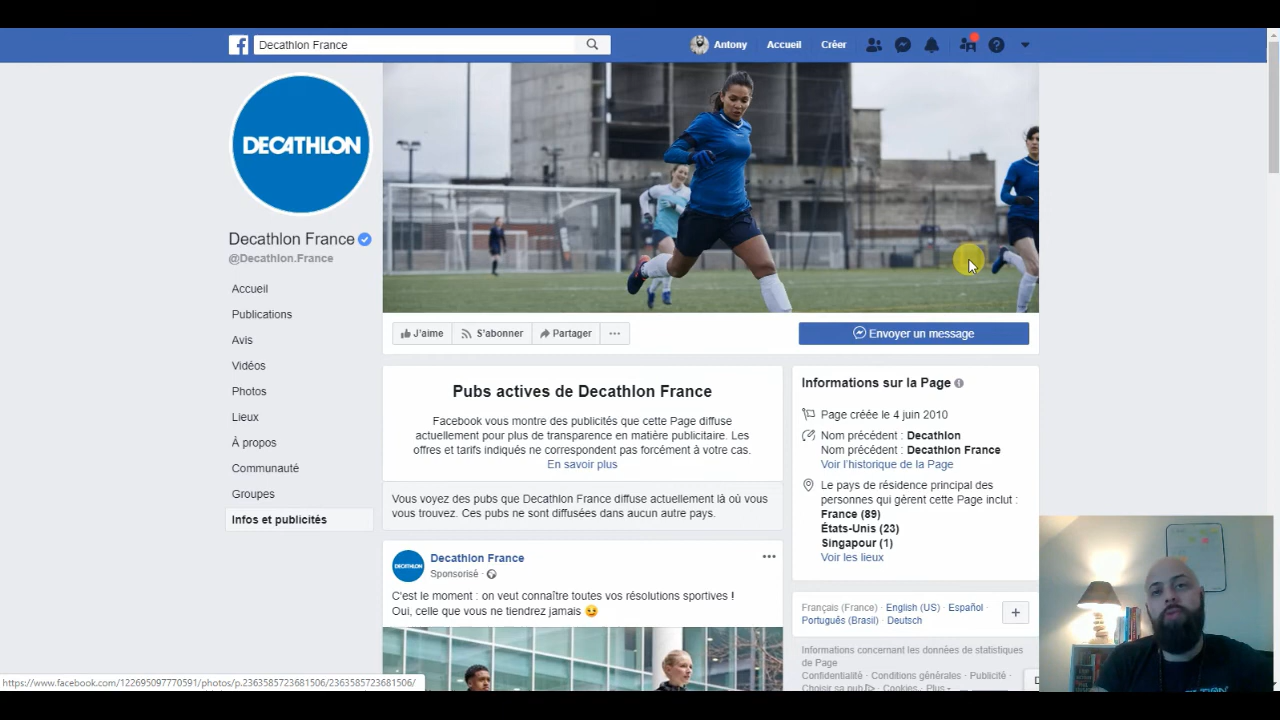 Decathlon France
Antony
Accueil
Créer
DECATHLON
Decathlon France
@Decathlon.France
Accueil
Publications
Avis
Vidéos
Photos
Lieux
À propos
Communauté
Groupes
Infos et publicités
J'aime
S'abonner
Partager
Envoyer un message
Pubs actives de Decathlon France
Facebook vous montre des publicités que cette Page diffuse
actuellement pour plus de transparence en matière publicitaire. Les
offres et tarifs indiqués ne correspondent pas forcément à votre cas.
En savoir plus
Vous voyez des pubs que Decathlon France diffuse actuellement là où vous
vous trouvez. Ces pubs ne sont diffusées dans aucun autre pays.
DECATHLON
Decathlon France
Sponsorisé ·
C'est le moment : on veut connaître toutes vos résolutions sportives !
Oui, celle que vous ne tiendrez jamais 😉
Informations sur la Page
Page créée le 4 juin 2010
Nom précédent : Decathlon
Nom précédent : Decathlon France
Voir l'historique de la Page
Le pays de résidence principal des
personnes qui gèrent cette Page inclut :
France (89)
États-Unis (23)
Singapour (1)
Voir les lieux
Français (France) · English (US) · Español ·
Português (Brasil) · Deutsch
Informations concernant les données de statistiques
de Page
Confidentialité · Conditions générales · Publicité ·
Choisir sa pub · Cookies · Plus
https://www.facebook.com/122695097770591/photos/p.2363585723681506/2363585723681506/